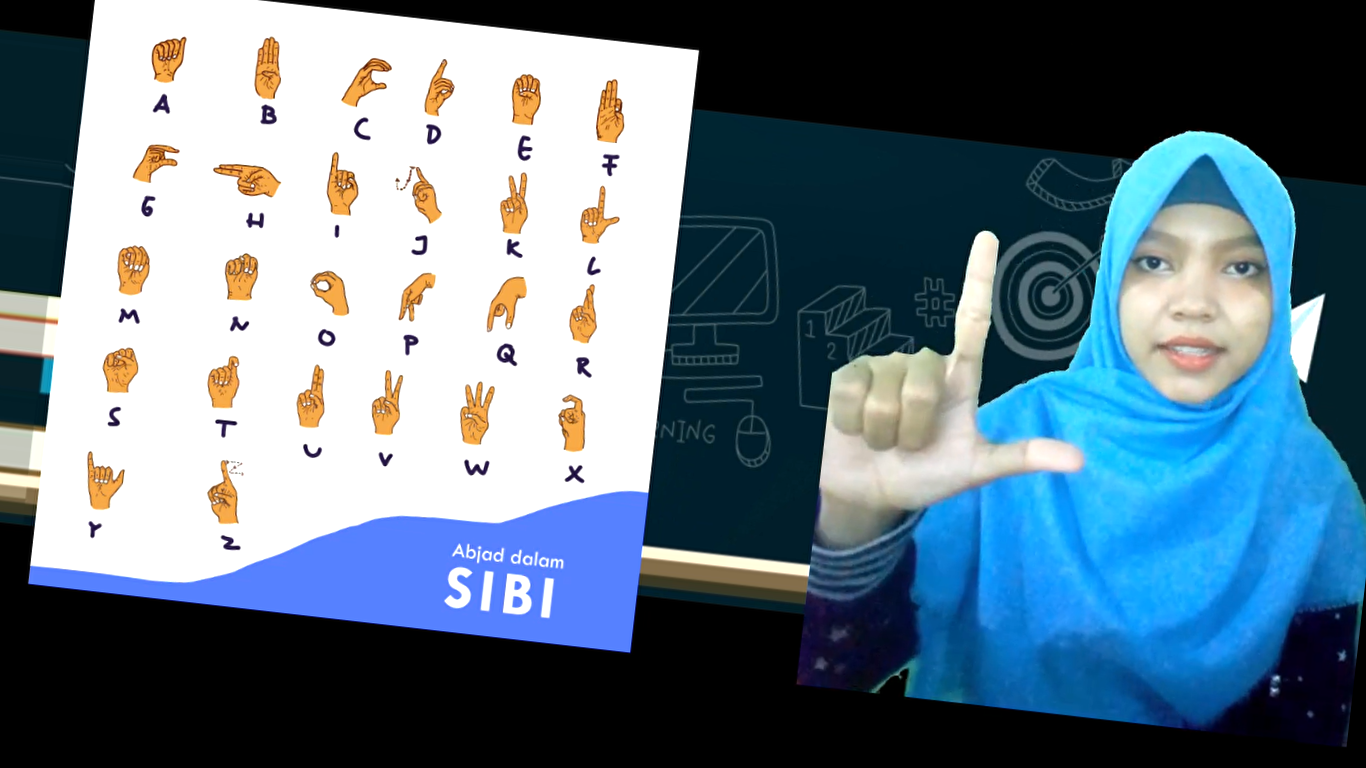 A B C D E F
G H I J K L
M N O P Q R
S T U V W X
Y Z
Abjad dalam
SIBI
1
2
#
NING